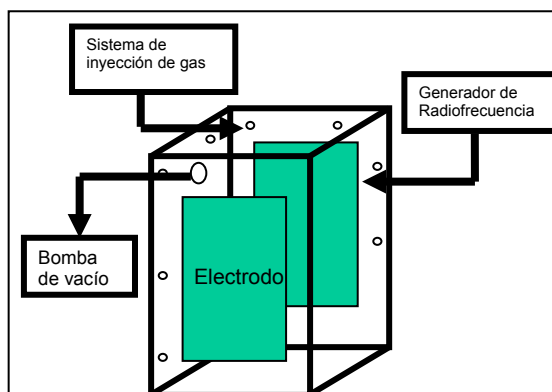 Sistema de
inyección de gas
Generador de
Radiofrecuencia
Bomba
de vacío
Electrodo